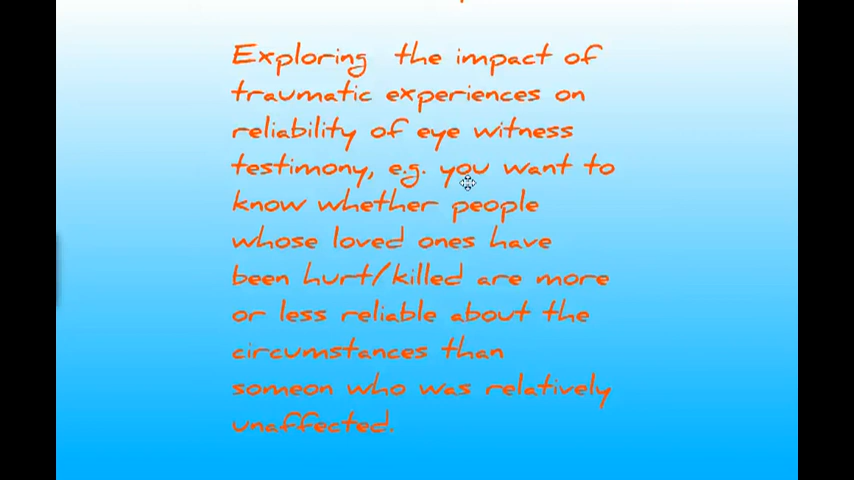 Exploring the impact of
traumatic experiences on
reliability of eye witness
testimony, e.g. you want to
know whether people
whose loved ones have
been hurt/killed are more
or less reliable about the
circumstances than
someon who was relatively
unaffected.